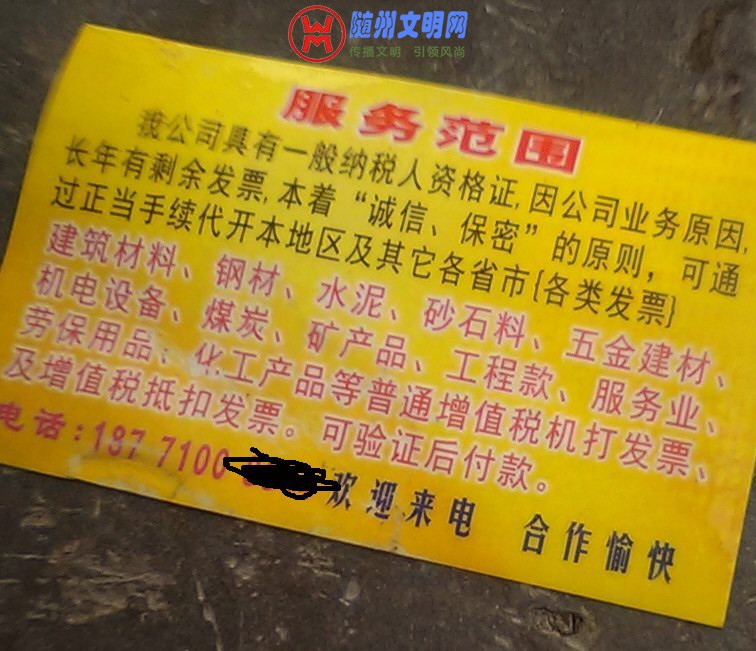 随州文明网
传播文明 引领风尚
服务范围
我公司具有一般纳税人资格证,因公司业务原因,
长年有剩余发票,本着“诚信、保密”的原则,可通
过正当手续代开本地区及其它各省市{各类发票}
建筑材料、钢材、水泥、砂石料、五金建材、
机电设备、煤炭、矿产品、工程款、服务业、
劳保用品、化工产品等普通增值税机打发票、
及增值税抵扣发票。可验证后付款。
电话:1377100 欢迎来电 合作愉快